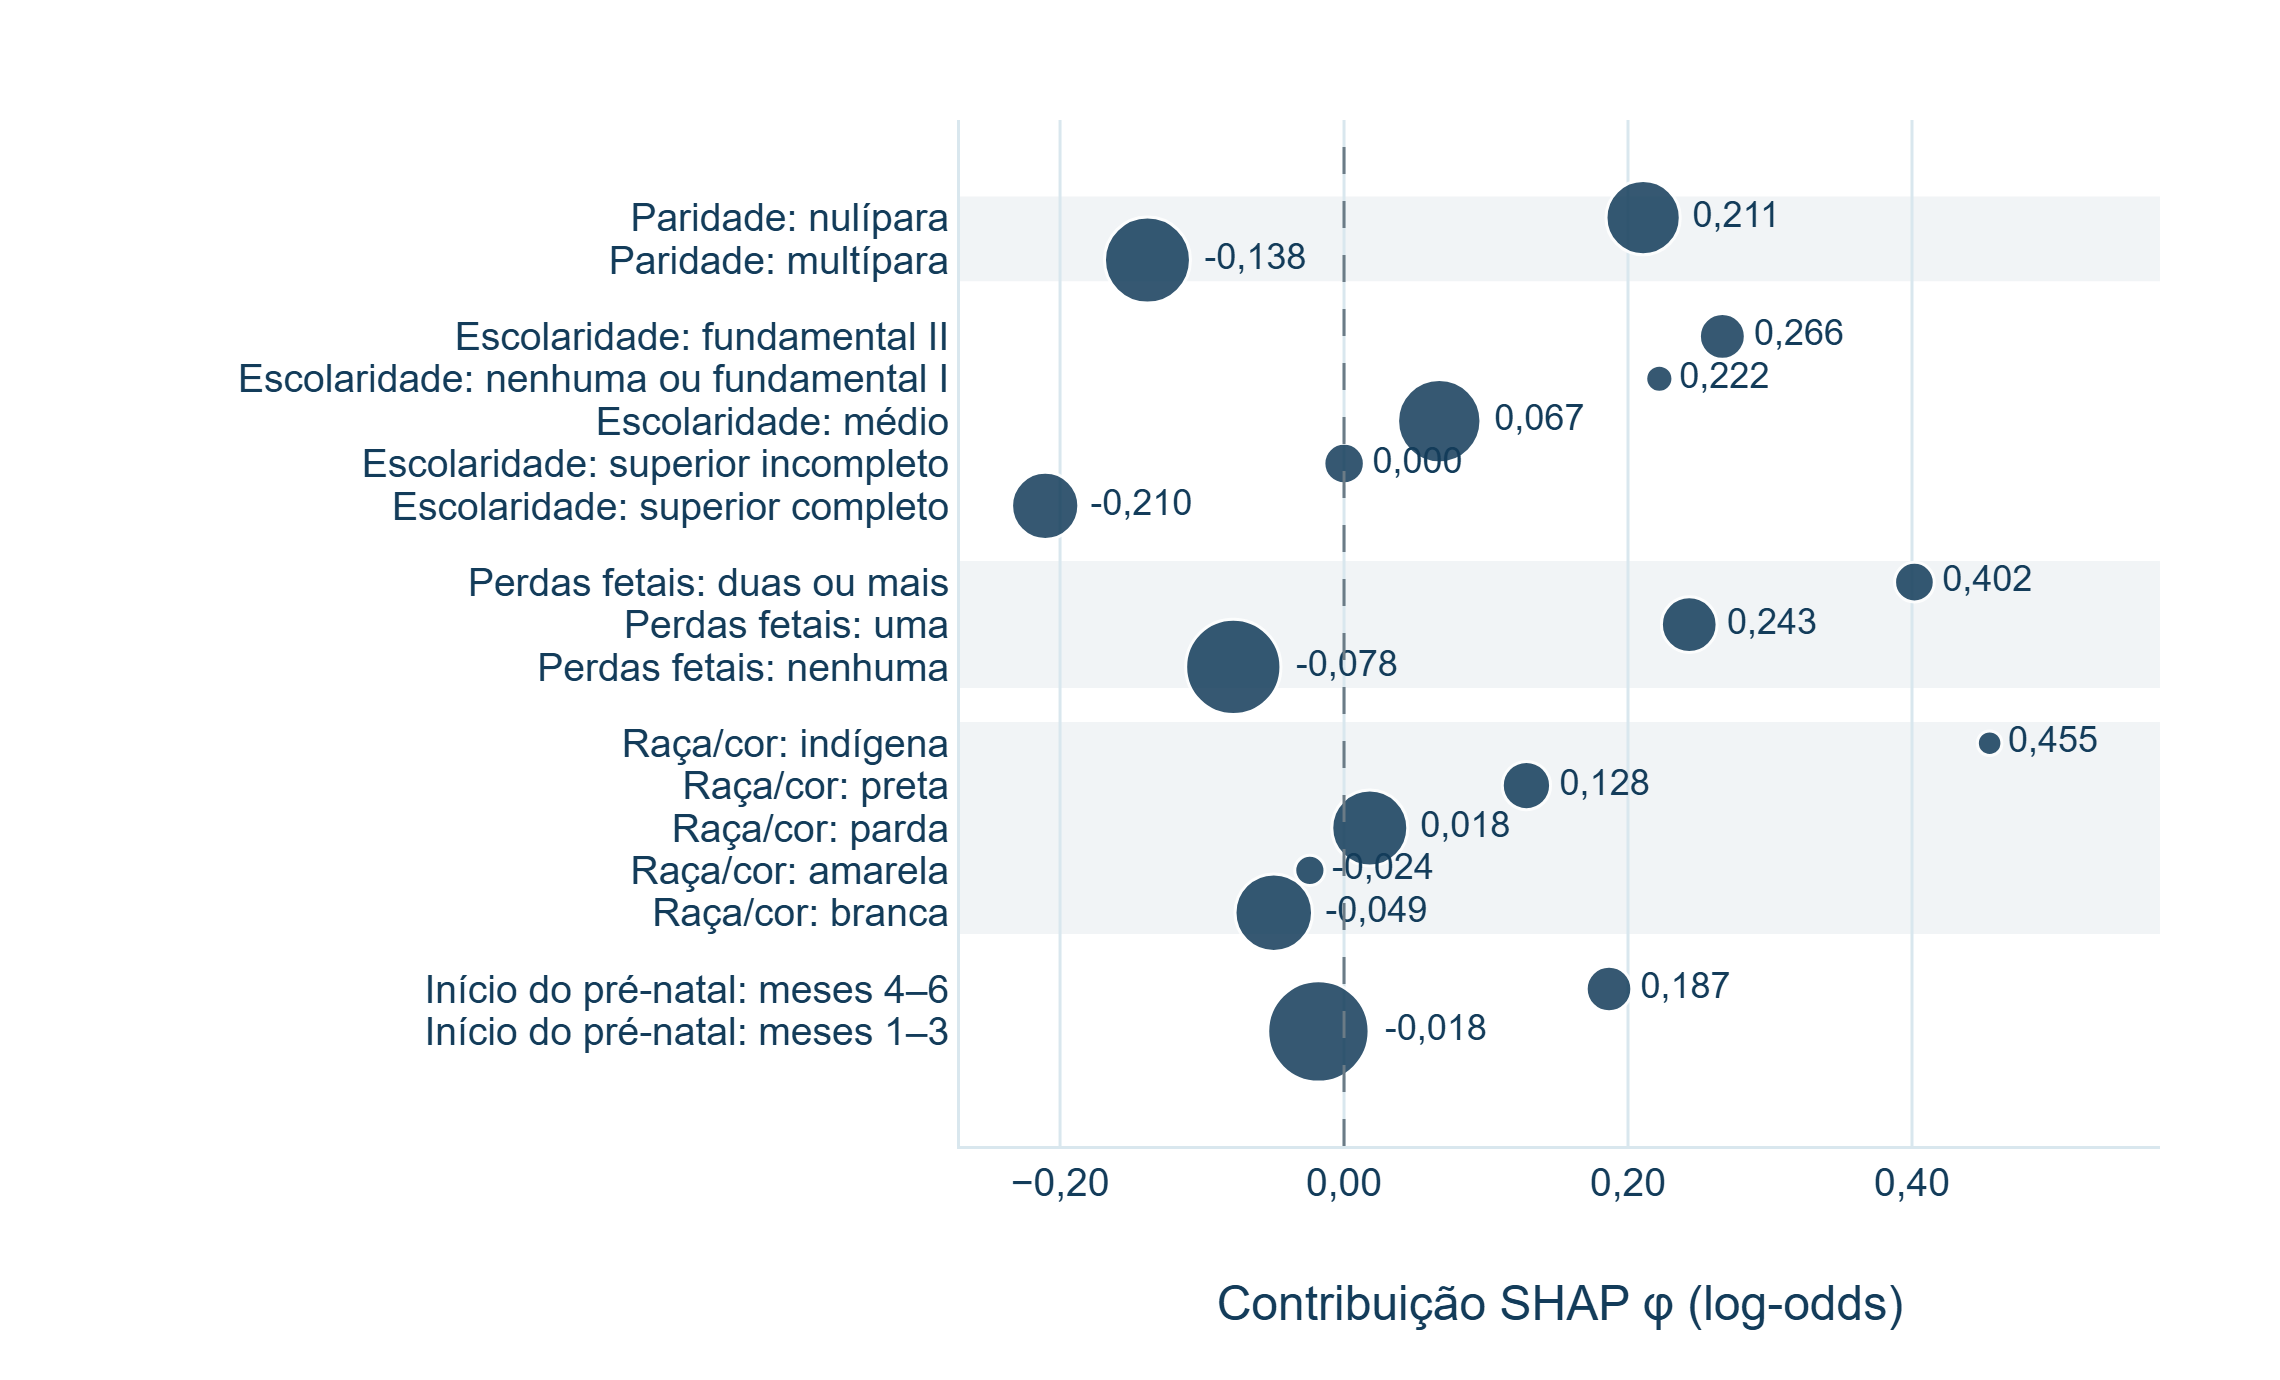 Paridade: nulípara 0,211
Paridade: multípara -0,138
Escolaridade: fundamental II 0,266
Escolaridade: nenhuma ou fundamental I 0,222
Escolaridade: médio 0,067
Escolaridade: superior incompleto 0,000
Escolaridade: superior completo -0,210
Perdas fetais: duas ou mais 0,402
Perdas fetais: uma 0,243
Perdas fetais: nenhuma -0,078
Raça/cor: indígena 0,455
Raça/cor: preta 0,128
Raça/cor: parda 0,018
Raça/cor: amarela -0,024
Raça/cor: branca -0,049
Início do pré-natal: meses 4–6 0,187
Início do pré-natal: meses 1–3 -0,018
−0,20 0,00 0,20 0,40
Contribuição SHAP φ (log-odds)